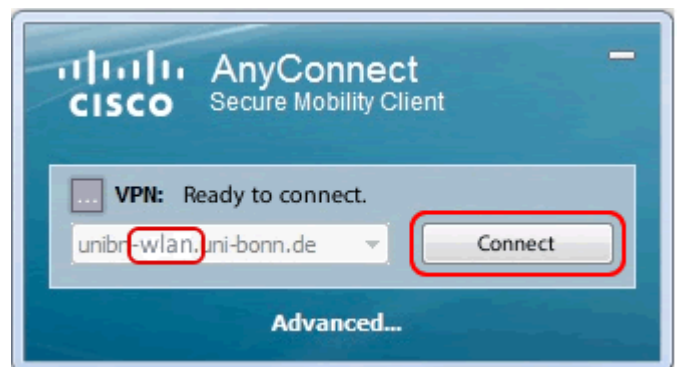 AnyConnect
CISCO
Secure Mobility Client
... VPN: Ready to connect.
unibn-wlan.uni-bonn.de
Connect
Advanced...